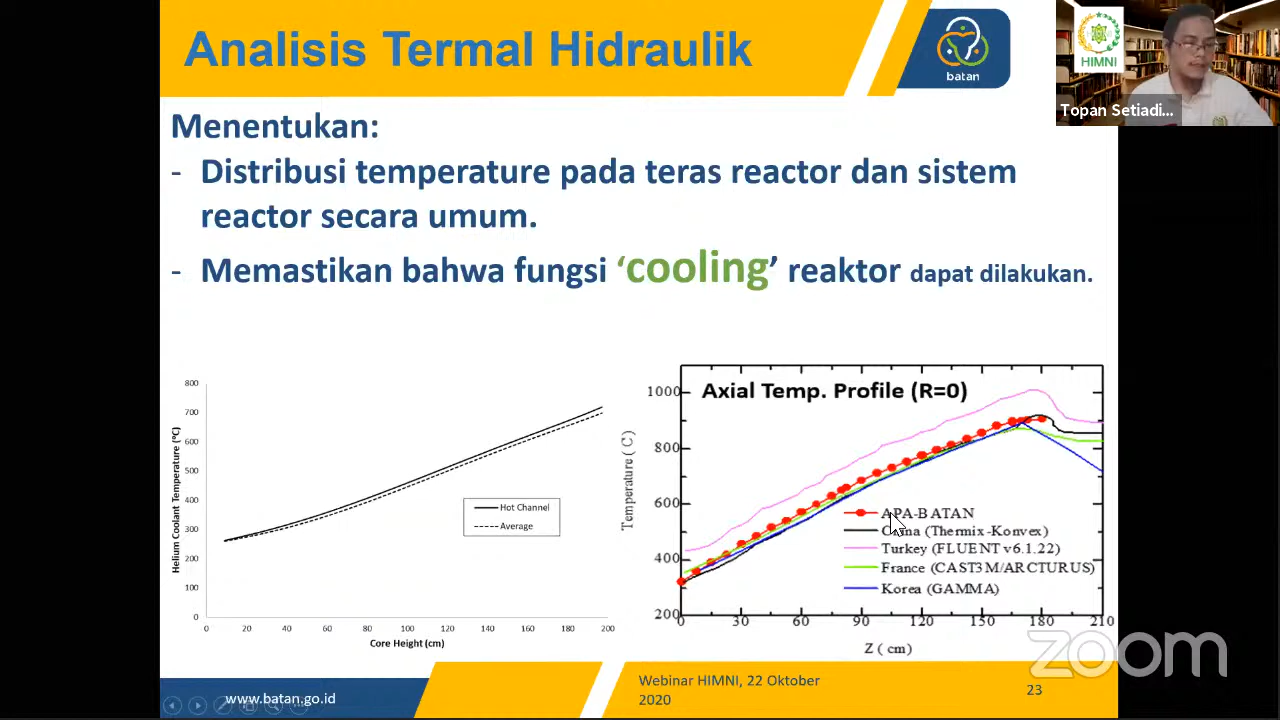 Analisis Termal Hidraulik
batan
HIMNI
Topan Setiadi...
Menentukan:
- Distribusi temperature pada teras reactor dan sistem
reactor secara umum.
- Memastikan bahwa fungsi ‘cooling’ reaktor dapat dilakukan.
800
700
600
500
400
300
200
100
0
Helium Coolant Temperature (°C)
Hot Channel
Average
0 20 40 60 80 100 120 140 160 180 200
Core Height (cm)
Axial Temp. Profile (R=0)
1000
800
600
400
200
Temperature ( C)
APA-BATAN
China (Thermix-Konvex)
Turkey (FLUENT v6.1.22)
France (CAST3M/ARCTURUS)
Korea (GAMMA)
0 30 60 90 120 150 180 210
Z ( cm)
zoom
www.batan.go.id
Webinar HIMNI, 22 Oktober
2020
23